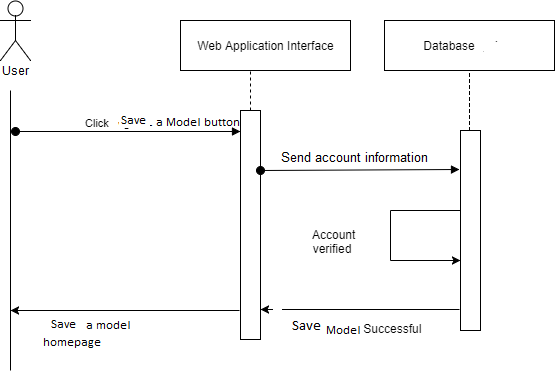 User
Web Application Interface
Database
Click Save a Model button
Send account information
Account
verified
Save Model Successful
Save a model
homepage